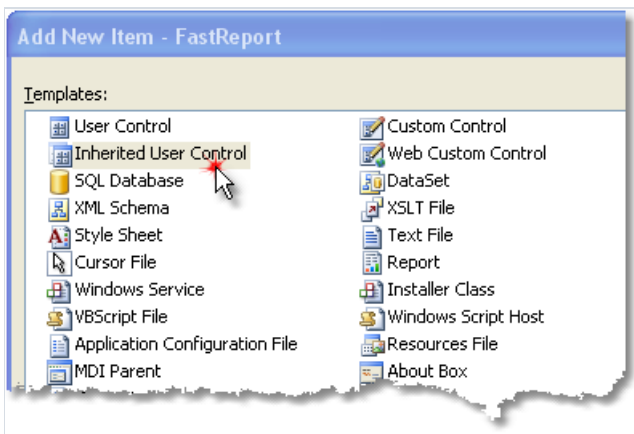 Add New Item - FastReport
Templates:
User Control
Custom Control
Inherited User Control
Web Custom Control
SQL Database
DataSet
XML Schema
XSLT File
Style Sheet
Text File
Cursor File
Report
Windows Service
Installer Class
VBScript File
Windows Script Host
Application Configuration File
Resources File
MDI Parent
About Box